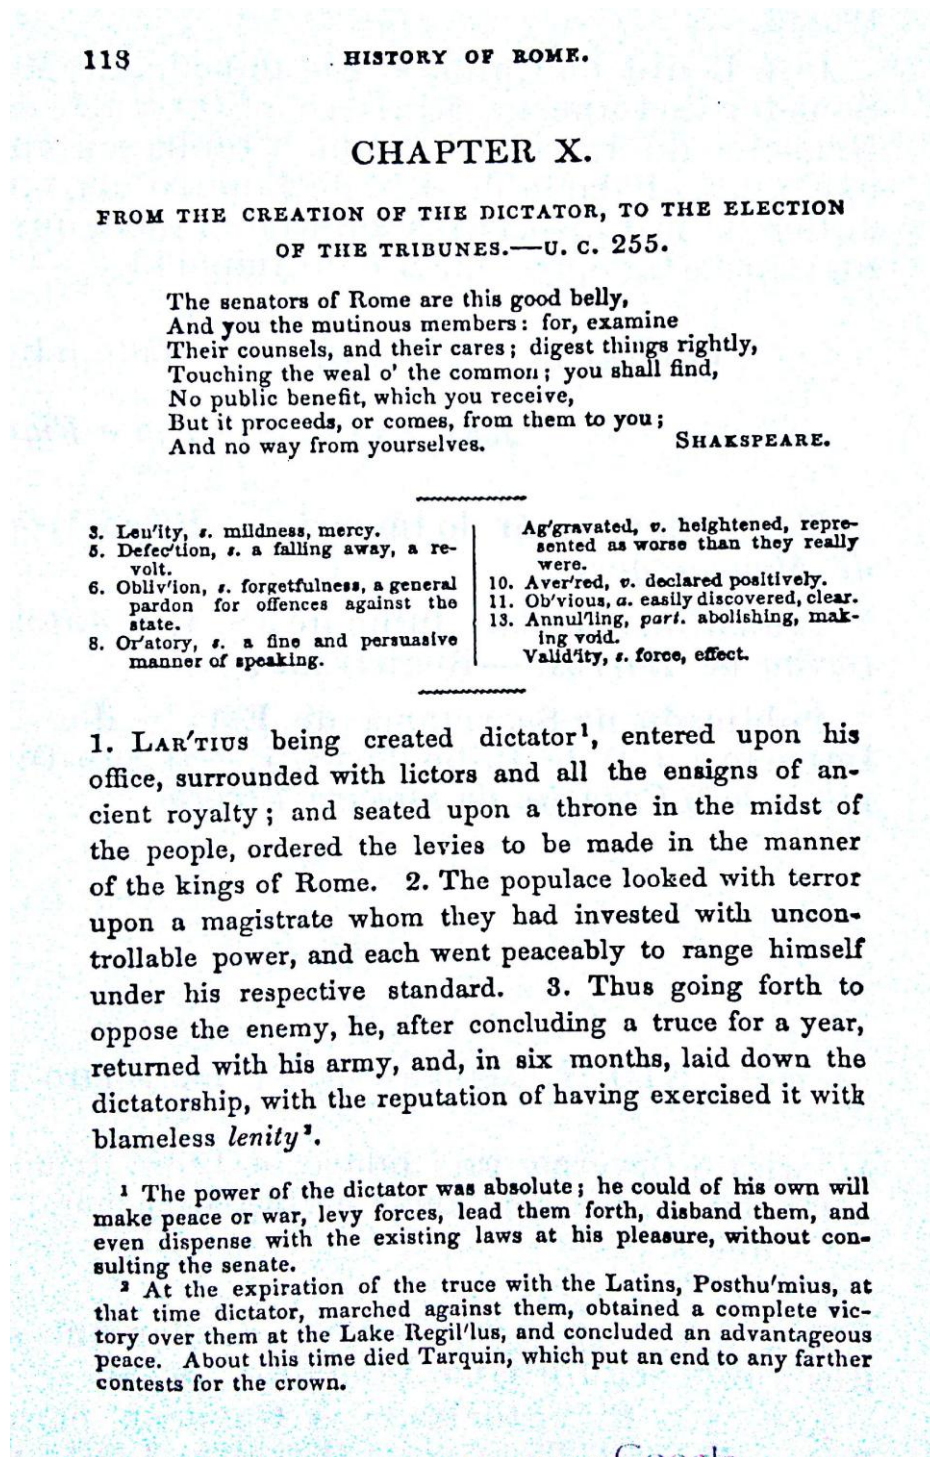 118
HISTORY OF ROME.
CHAPTER X.
FROM THE CREATION OF THE DICTATOR, TO THE ELECTION
OF THE TRIBUNES.—U. C. 255.
The senators of Rome are this good belly,
And you the mutinous members: for, examine
Their counsels, and their cares; digest things rightly,
Touching the weal o' the common; you shall find,
No public benefit, which you receive,
But it proceeds, or comes, from them to you;
And no way from yourselves. SHAKSPEARE.
3. Len'ity, s. mildness, mercy.
5. Defec'tion, s. a falling away, a re-
volt.
6. Obliv'ion, s. forgetfulness, a general
pardon for offences against the
state.
8. Or'atory, s. a fine and persuasive
manner of speaking.
Ag'gravated, v. heightened, repre-
sented as worse than they really
were.
10. Aver'red, v. declared positively.
11. Ob'vious, a. easily discovered, clear.
13. Annul'ling, part. abolishing, mak-
ing void.
Valid'ity, s. force, effect.
1. LAR'TIUS being created dictator¹, entered upon his
office, surrounded with lictors and all the ensigns of an-
cient royalty; and seated upon a throne in the midst of
the people, ordered the levies to be made in the manner
of the kings of Rome. 2. The populace looked with terror
upon a magistrate whom they had invested with uncon-
trollable power, and each went peaceably to range himself
under his respective standard. 3. Thus going forth to
oppose the enemy, he, after concluding a truce for a year,
returned with his army, and, in six months, laid down the
dictatorship, with the reputation of having exercised it with
blameless lenity².
¹ The power of the dictator was absolute; he could of his own will
make peace or war, levy forces, lead them forth, disband them, and
even dispense with the existing laws at his pleasure, without con-
sulting the senate.
² At the expiration of the truce with the Latins, Posthu'mius, at
that time dictator, marched against them, obtained a complete vic-
tory over them at the Lake Regil'lus, and concluded an advantageous
peace. About this time died Tarquin, which put an end to any farther
contests for the crown.